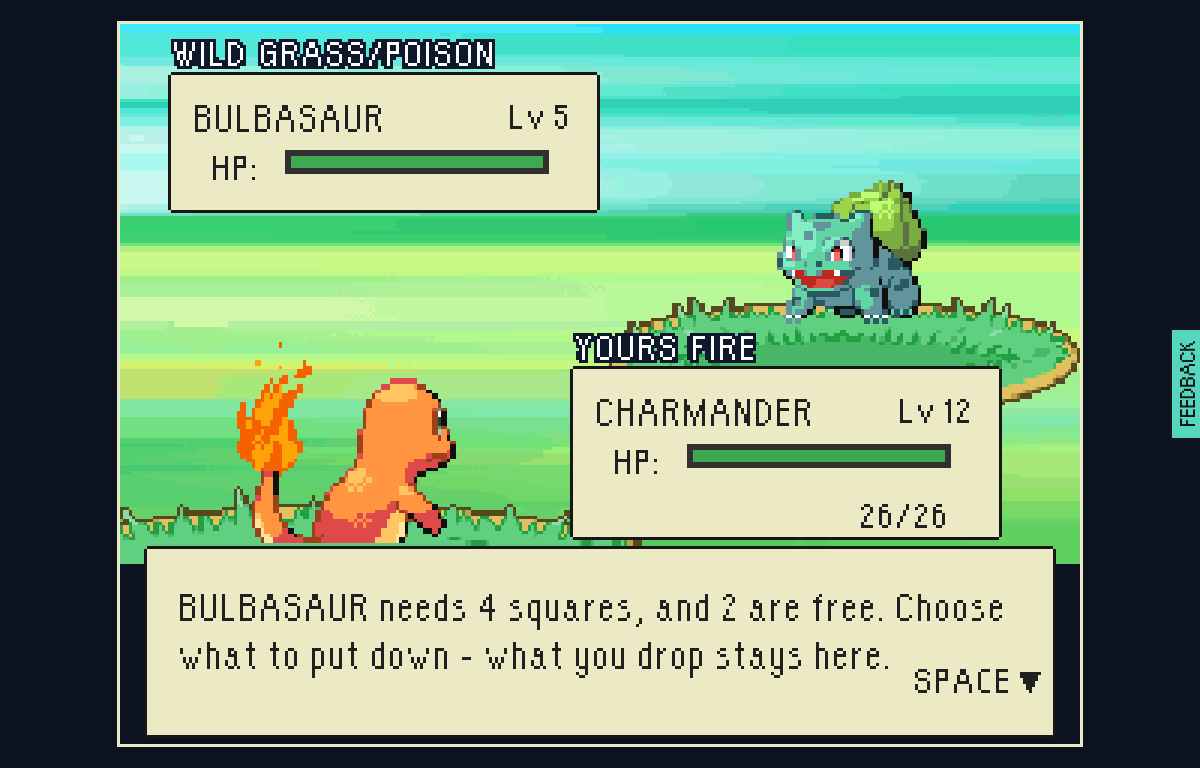 WILD GRASS/POISON
BULBASAUR Lv 5
HP:
YOURS FIRE
CHARMANDER Lv 12
HP:
26/26
BULBASAUR needs 4 squares, and 2 are free. Choose
what to put down - what you drop stays here.
SPACE ▼
FEEDBACK